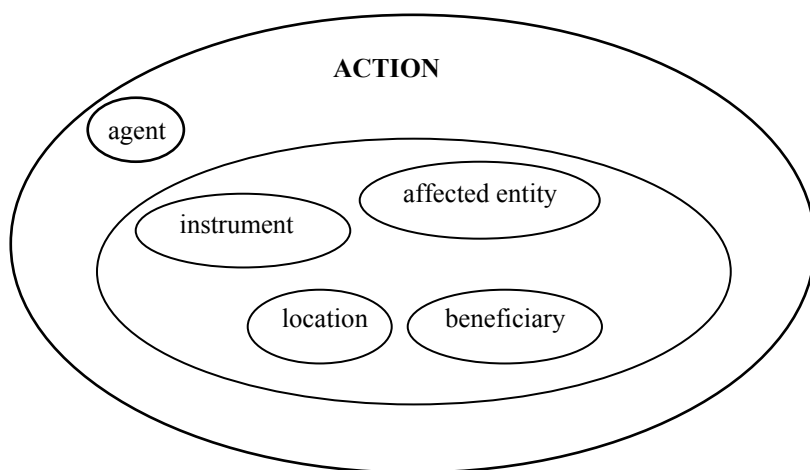 ACTION
agent
affected entity
instrument
location
beneficiary